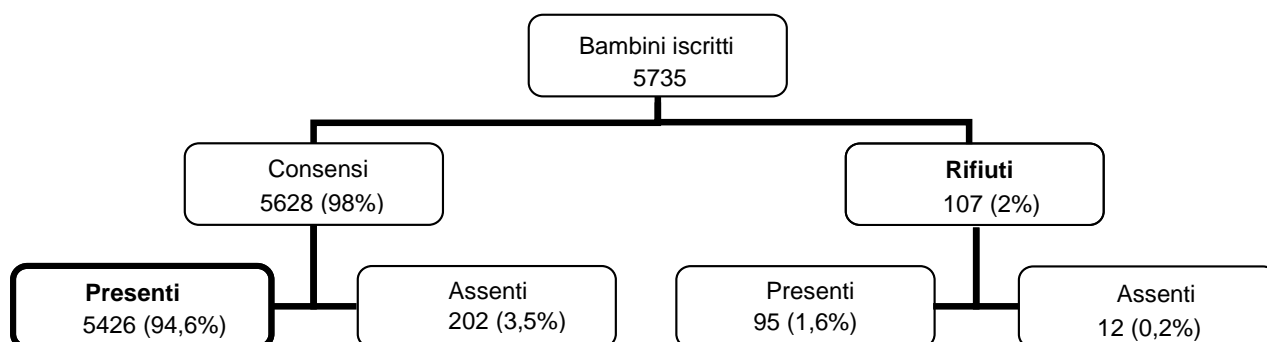 Bambini iscritti
5735
Consensi
5628 (98%)
Rifiuti
107 (2%)
Presenti
5426 (94,6%)
Assenti
202 (3,5%)
Presenti
95 (1,6%)
Assenti
12 (0,2%)